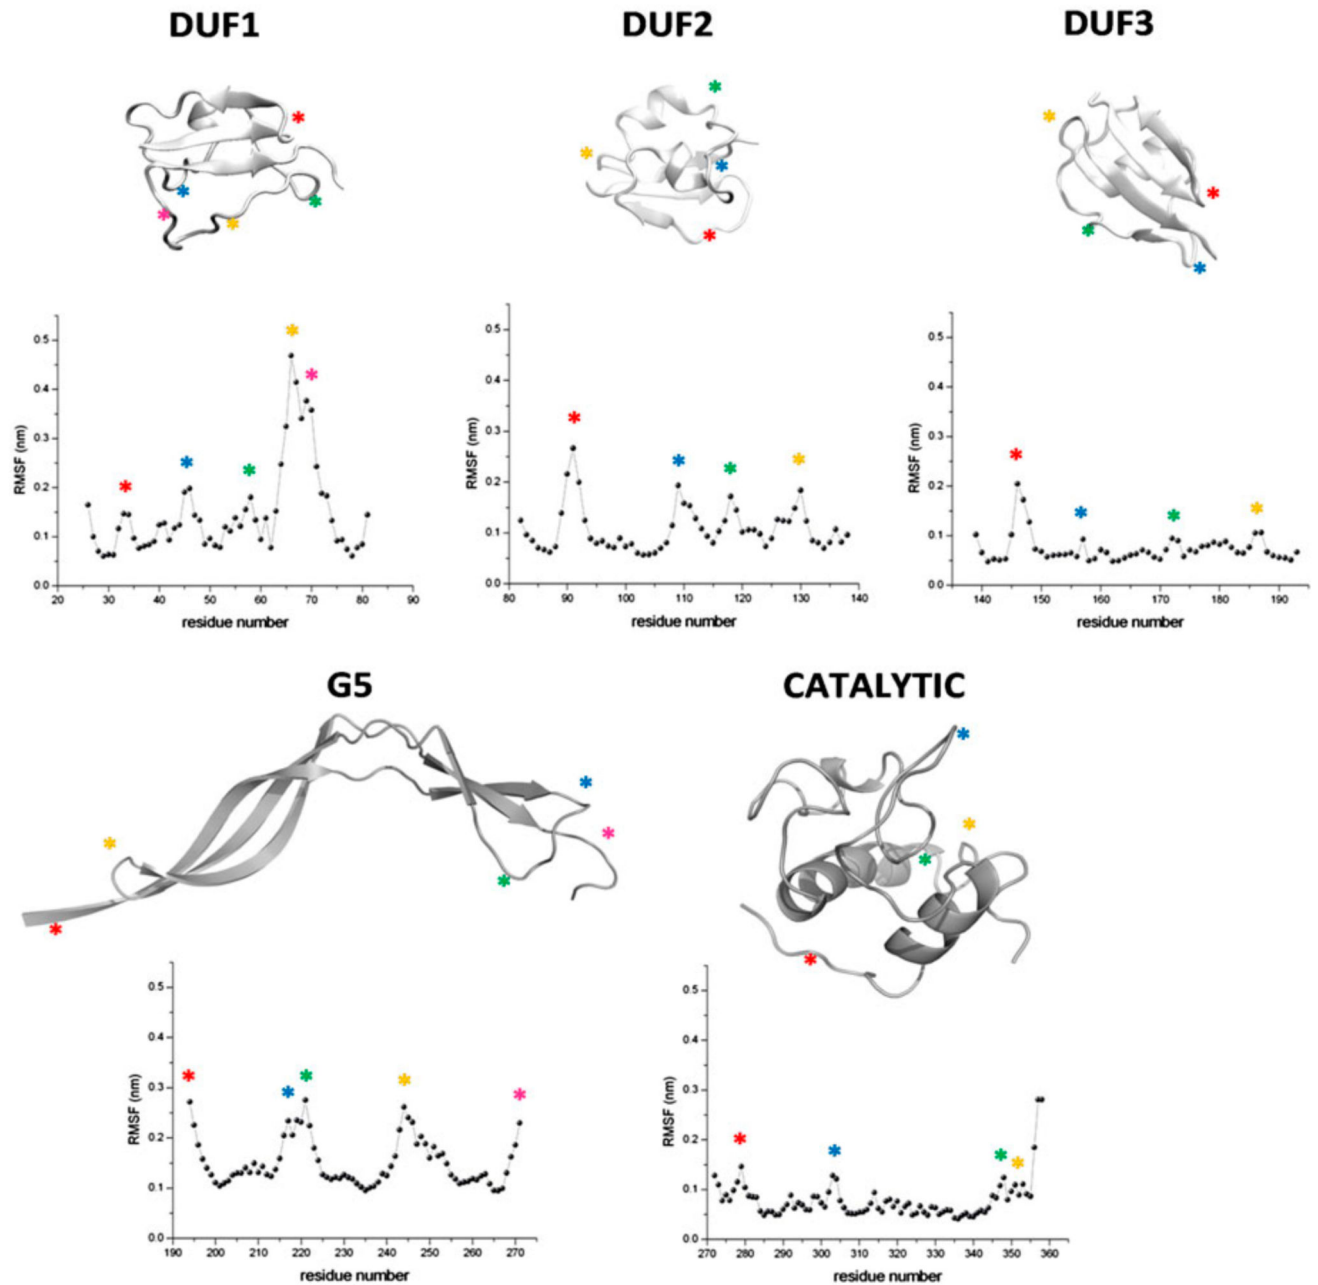 DUF1 DUF2 DUF3
* * * * * * * * * * * * *
* * * * * * * * * * * * *
0.5 0.5 0.5
0.4 0.4 0.4
0.3 0.3 0.3
0.2 0.2 0.2
0.1 0.1 0.1
0.0 0.0 0.0
RMSF (nm) RMSF (nm) RMSF (nm)
20 30 40 50 60 70 80 90 80 90 100 110 120 130 140 140 150 160 170 180 190
residue number residue number residue number
G5 CATALYTIC
* * * * * * * * *
* * * * * * * * *
0.5 0.5
0.4 0.4
0.3 0.3
0.2 0.2
0.1 0.1
0.0 0.0
RMSF (nm) RMSF (nm)
190 200 210 220 230 240 250 260 270 270 280 290 300 310 320 330 340 350 360
residue number residue number